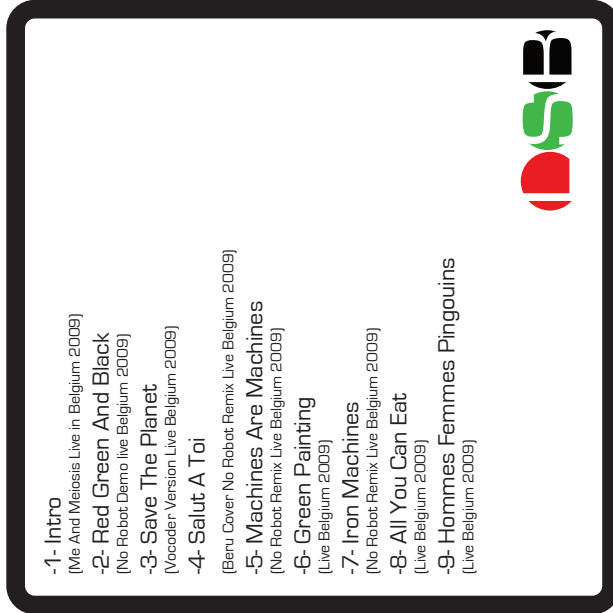 -1- Intro
(Me And Meiosis Live in Belgium 2009)
-2- Red Green And Black
(No Robot Demo live Belgium 2009)
-3- Save The Planet
(Vocoder Version Live Belgium 2009)
-4- Salut A Toi
(Beru Cover No Robot Remix Live Belgium 2009)
-5- Machines Are Machines
(No Robot Remix Live Belgium 2009)
-6- Green Painting
(Live Belgium 2009)
-7- Iron Machines
(No Robot Remix Live Belgium 2009)
-8- All You Can Eat
(Live Belgium 2009)
-9- Hommes Femmes Pingouins
(Live Belgium 2009)